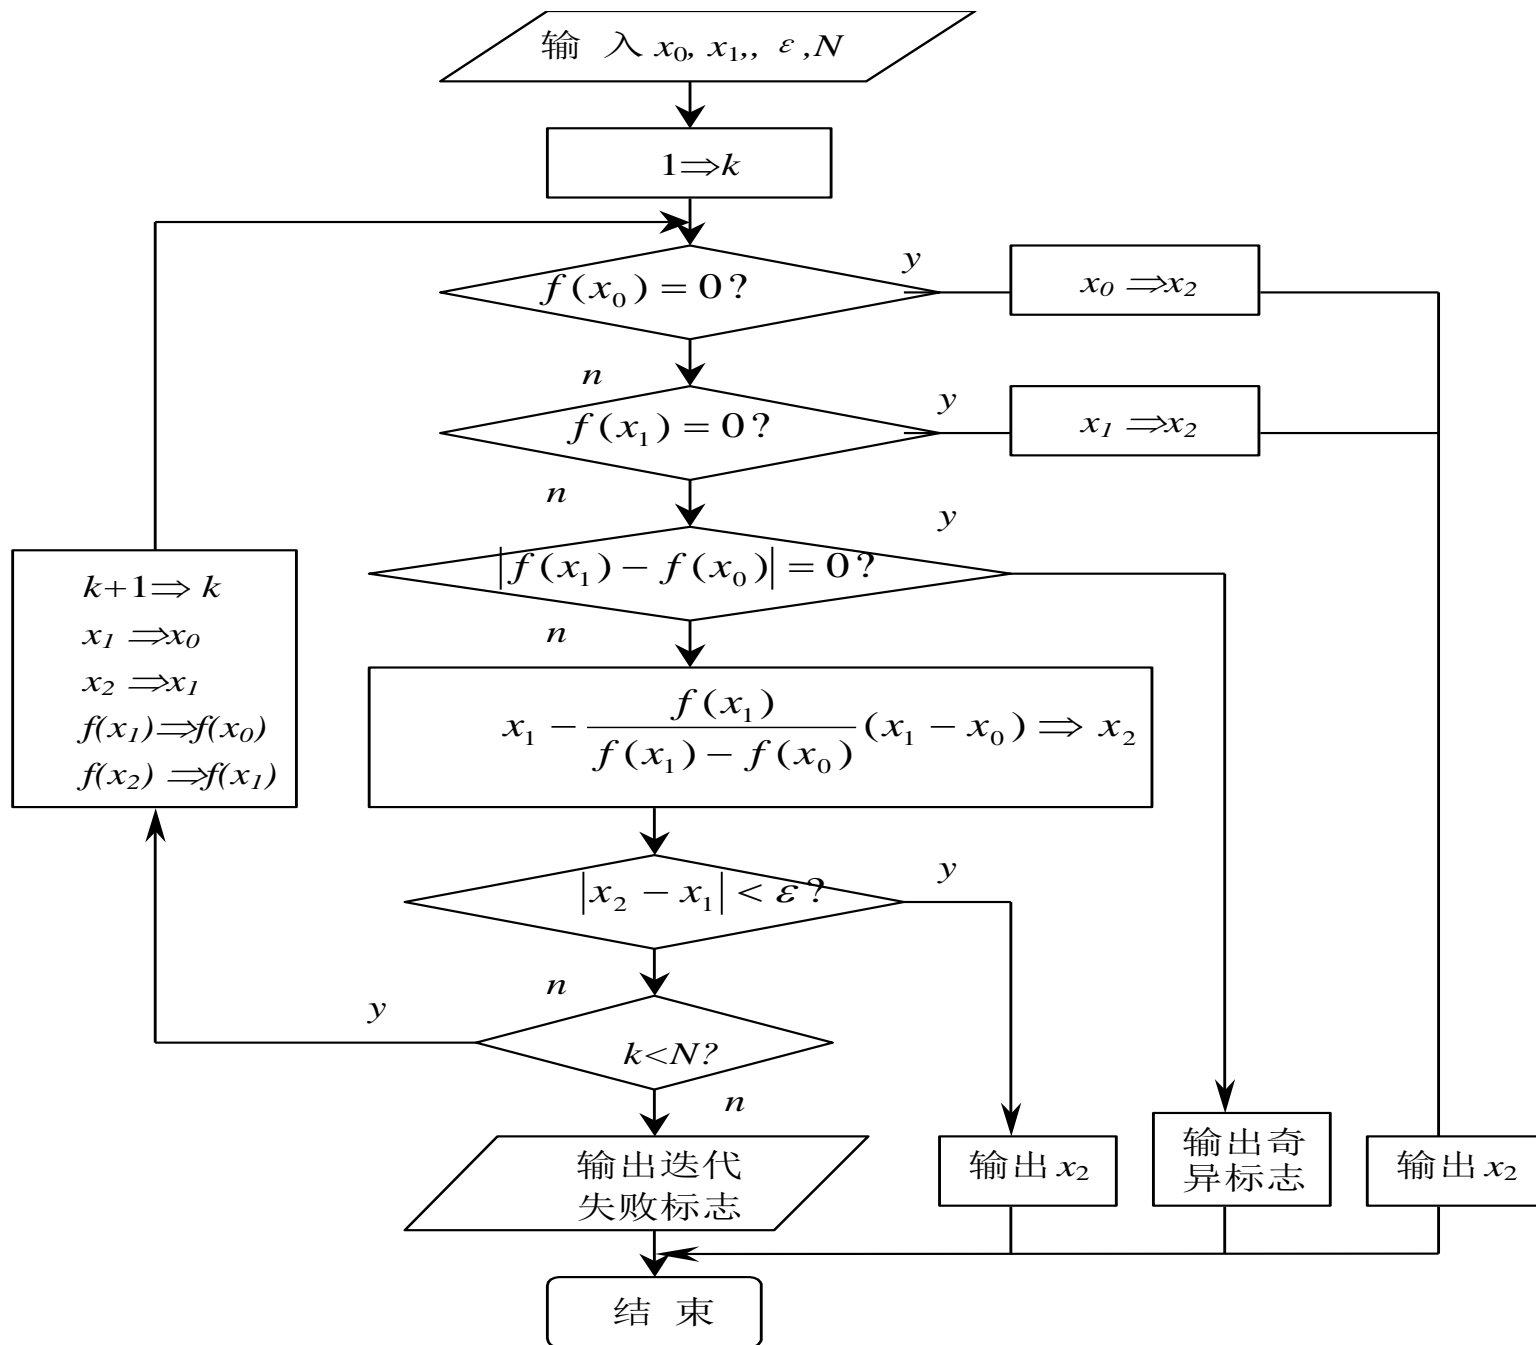 输 入 x₀, x₁,, ε ,N
1⇒k
f(x₀)=0?
y
x₀ ⇒x₂
n
f(x₁)=0?
y
x₁ ⇒x₂
n
|f(x₁)−f(x₀)|=0?
y
n
x₁ − f(x₁)/(f(x₁)−f(x₀)) (x₁−x₀)⇒ x₂
k+1⇒ k
x₁ ⇒x₀
x₂ ⇒x₁
f(x₁)⇒f(x₀)
f(x₂) ⇒f(x₁)
|x₂ − x₁| < ε?
y
n
y
k<N?
n
输出迭代
失败标志
输出 x₂
输出奇
异标志
输出 x₂
结 束